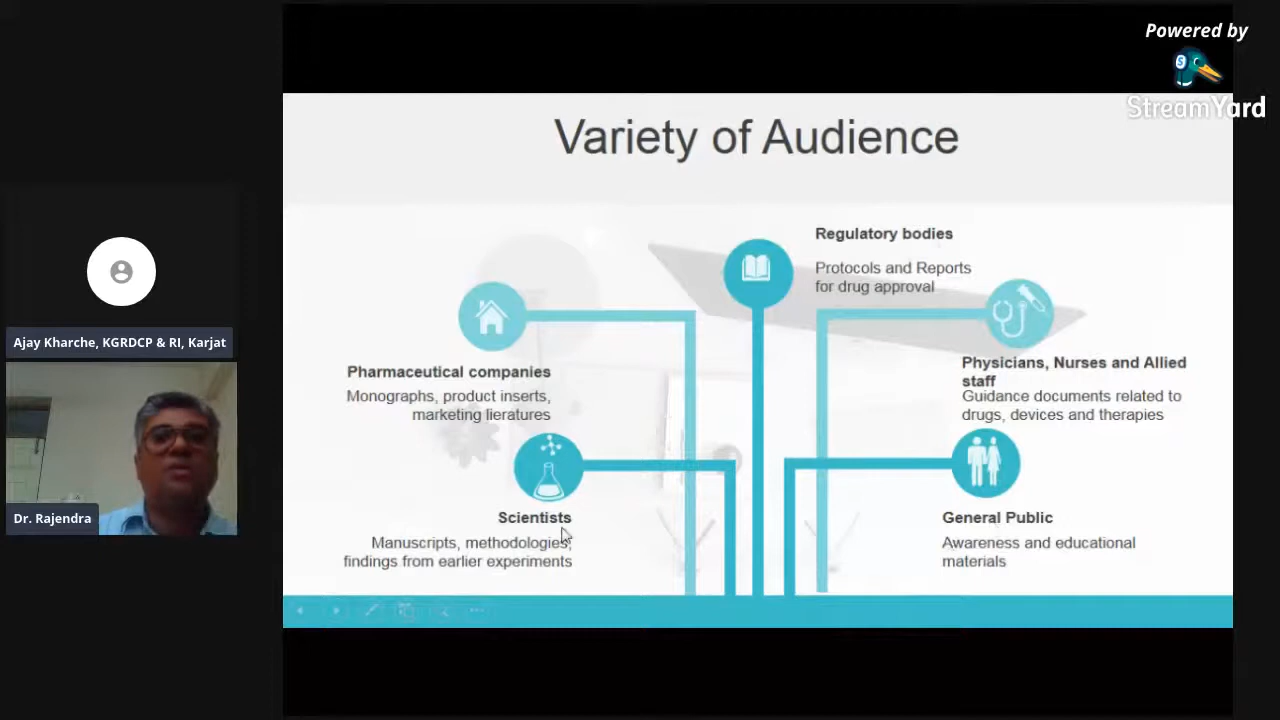 Powered by
StreamYard
Variety of Audience
Regulatory bodies
Protocols and Reports
for drug approval
Pharmaceutical companies
Monographs, product inserts,
marketing lieratures
Physicians, Nurses and Allied
staff
Guidance documents related to
drugs, devices and therapies
Scientists
Manuscripts, methodologies,
findings from earlier experiments
General Public
Awareness and educational
materials
Ajay Kharche, KGRDCP & RI, Karjat
Dr. Rajendra